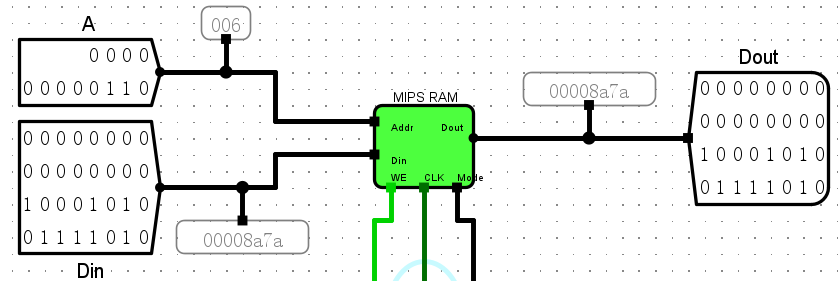 A
006
0 0 0 0
0 0 0 0 0 1 1 0
MIPS RAM
Addr
Dout
Din
WE
CLK
Mode
0 0 0 0 0 0 0 0
0 0 0 0 0 0 0 0
1 0 0 0 1 0 1 0
0 1 1 1 1 0 1 0
00008a7a
Din
00008a7a
Dout
0 0 0 0 0 0 0 0
0 0 0 0 0 0 0 0
1 0 0 0 1 0 1 0
0 1 1 1 1 0 1 0